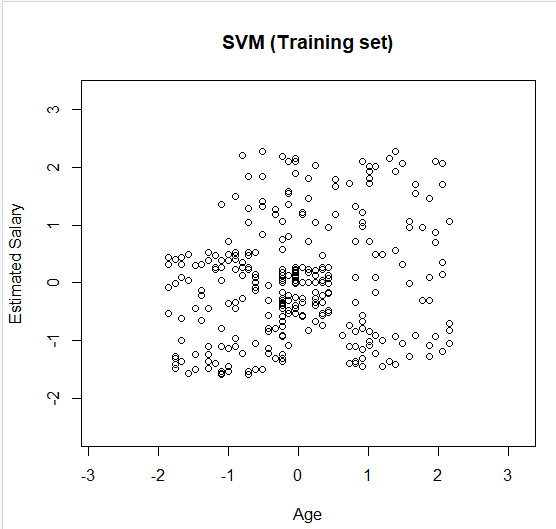 SVM (Training set)
Estimated Salary
3
2
1
0
-1
-2
-3 -2 -1 0 1 2 3
Age